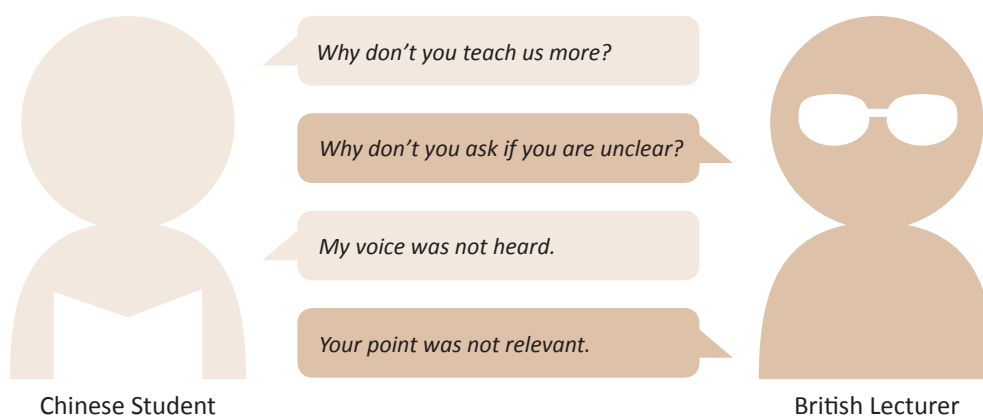 Why don’t you teach us more?
Why don’t you ask if you are unclear?
My voice was not heard.
Your point was not relevant.
Chinese Student
British Lecturer